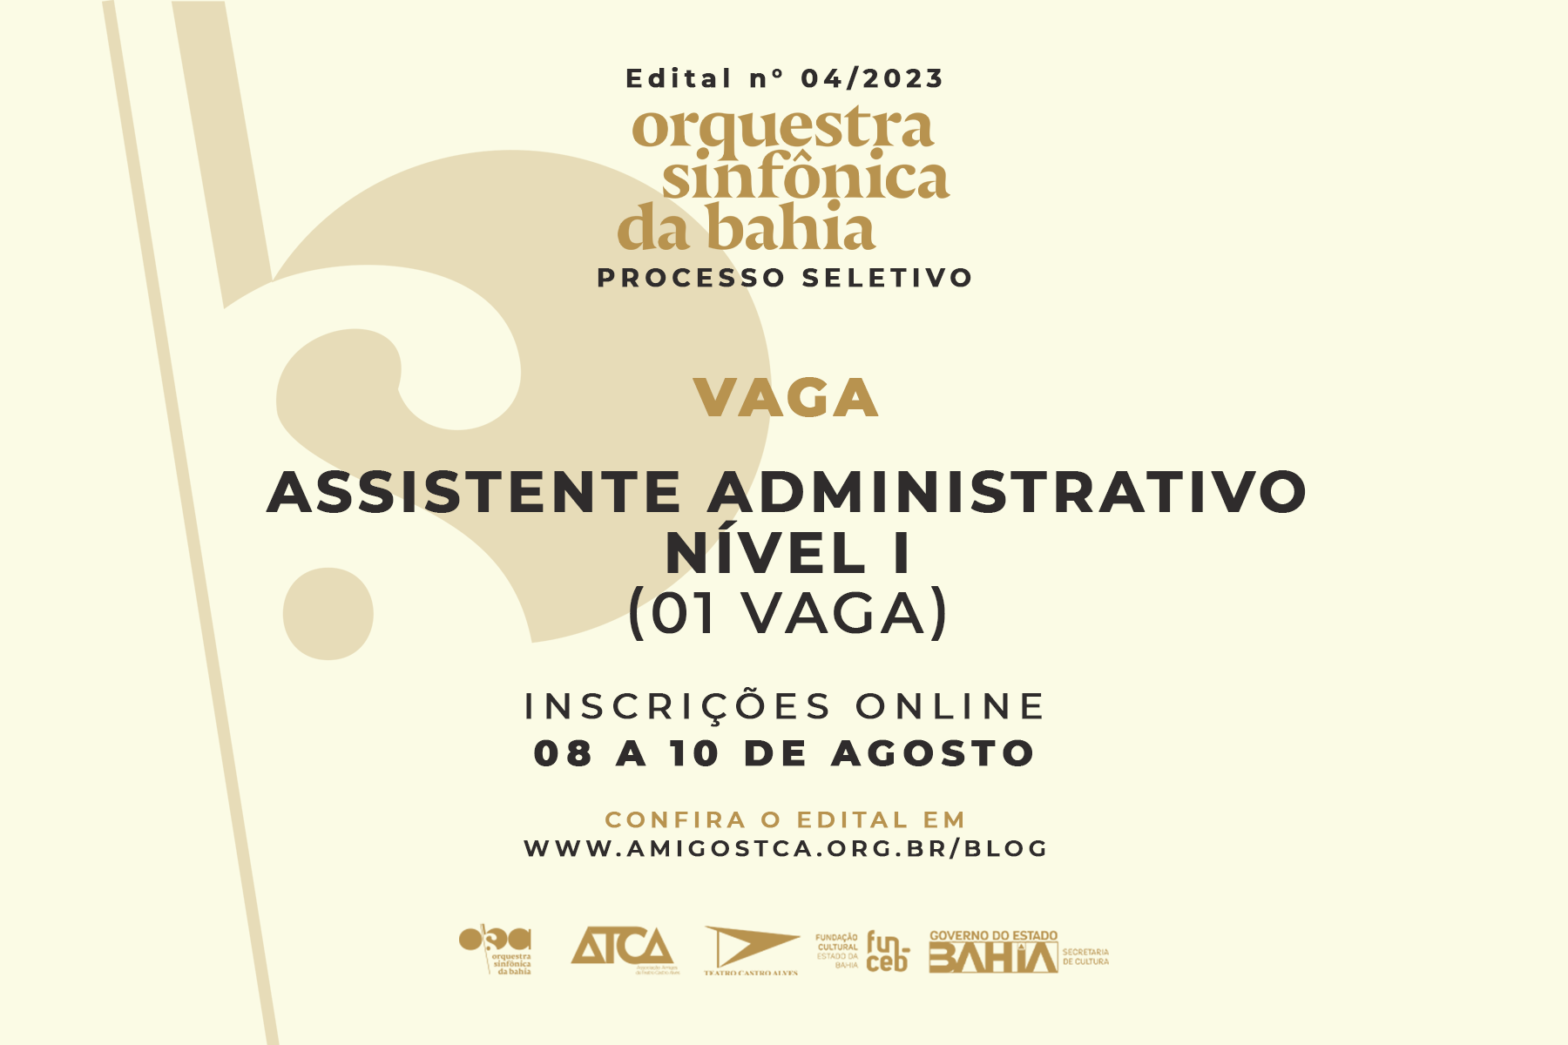 Edital nº 04/2023
orquestra
sinfônica
da bahia
PROCESSO SELETIVO
VAGA
ASSISTENTE ADMINISTRATIVO
NÍVEL I
(01 VAGA)
INSCRIÇÕES ONLINE
08 A 10 DE AGOSTO
CONFIRA O EDITAL EM
WWW.AMIGOSTCA.ORG.BR/BLOG
orquestra
sinfônica
da bahia
ATCA
TEATRO CASTRO ALVES
FUNDAÇÃO
CULTURAL
ESTADO DA
BAHIA
fun-
ceb
GOVERNO DO ESTADO
BAHIA
SECRETARIA
DE CULTURA